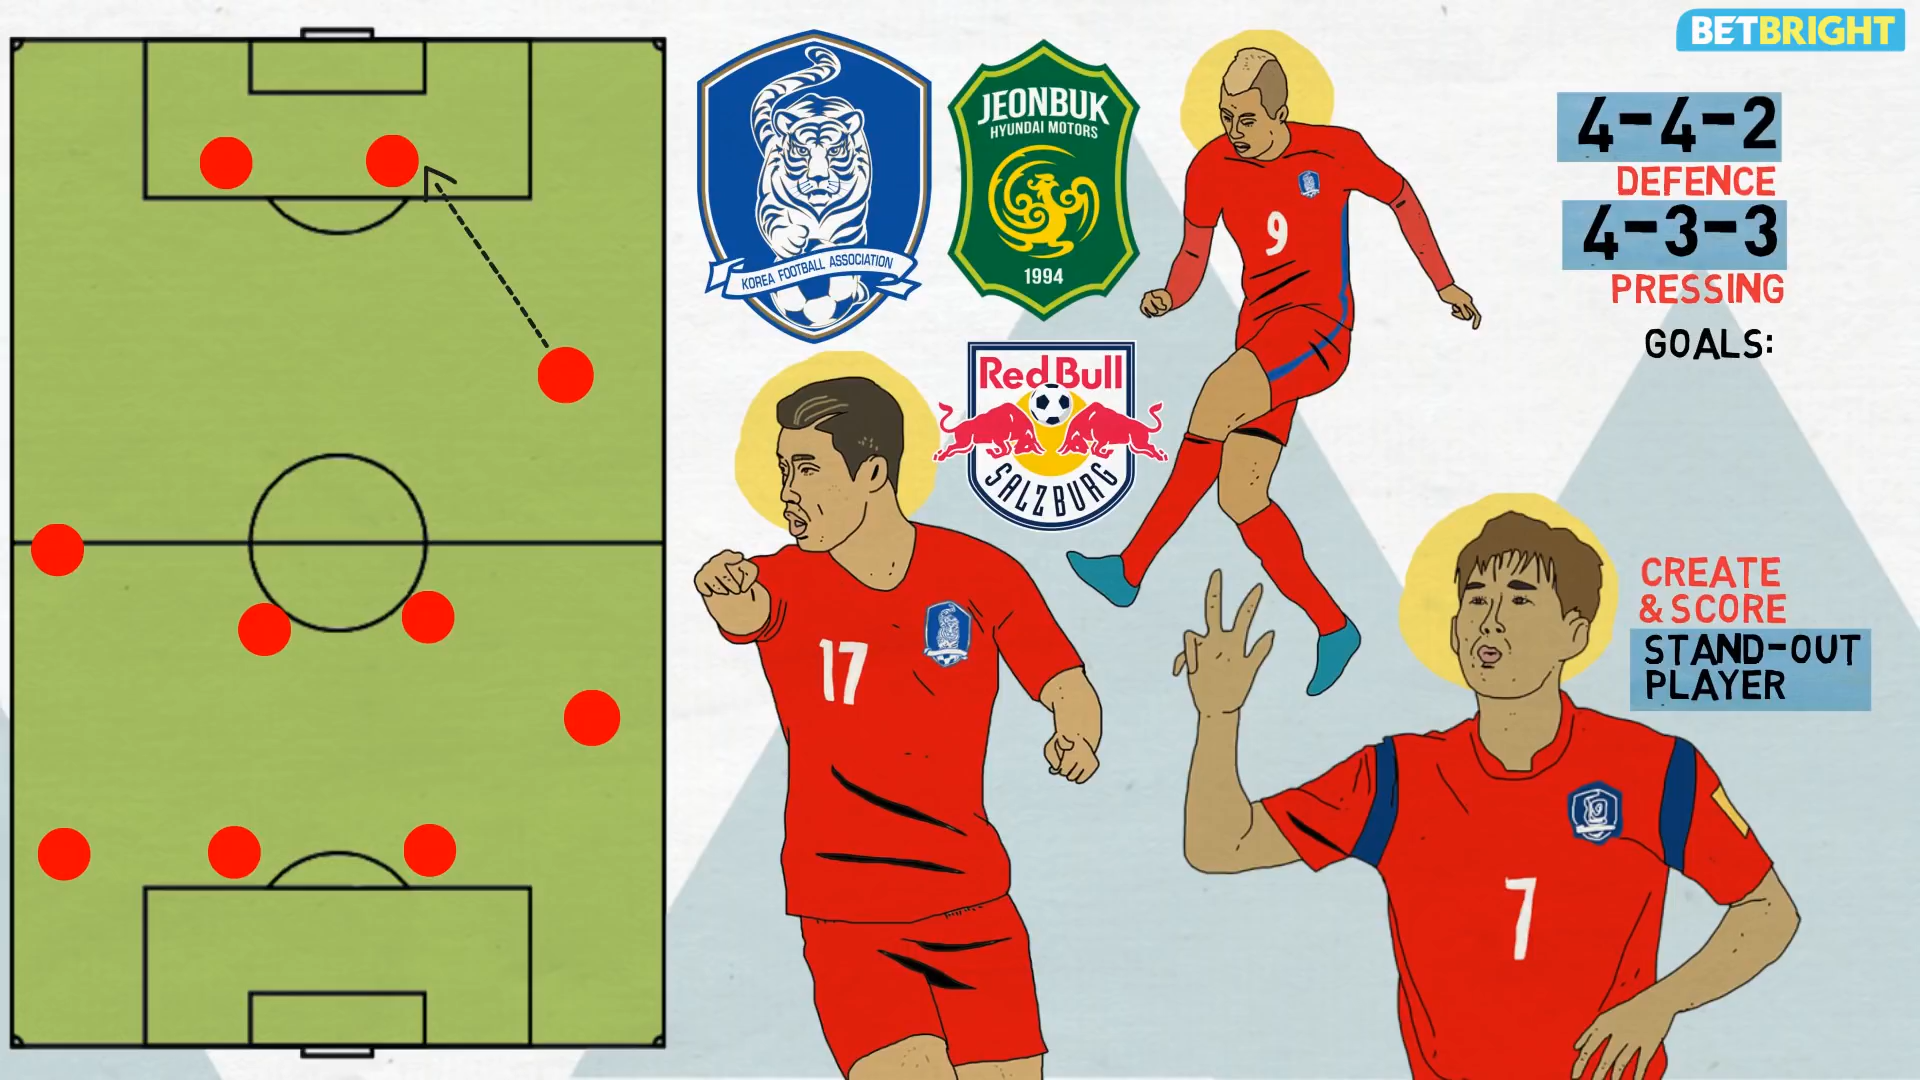 BETBRIGHT
KOREA FOOTBALL ASSOCIATION
JEONBUK
HYUNDAI MOTORS
1994
Red Bull
SALZBURG
9
17
7
4-4-2
DEFENCE
4-3-3
PRESSING
GOALS:
CREATE
& SCORE
STAND-OUT
PLAYER